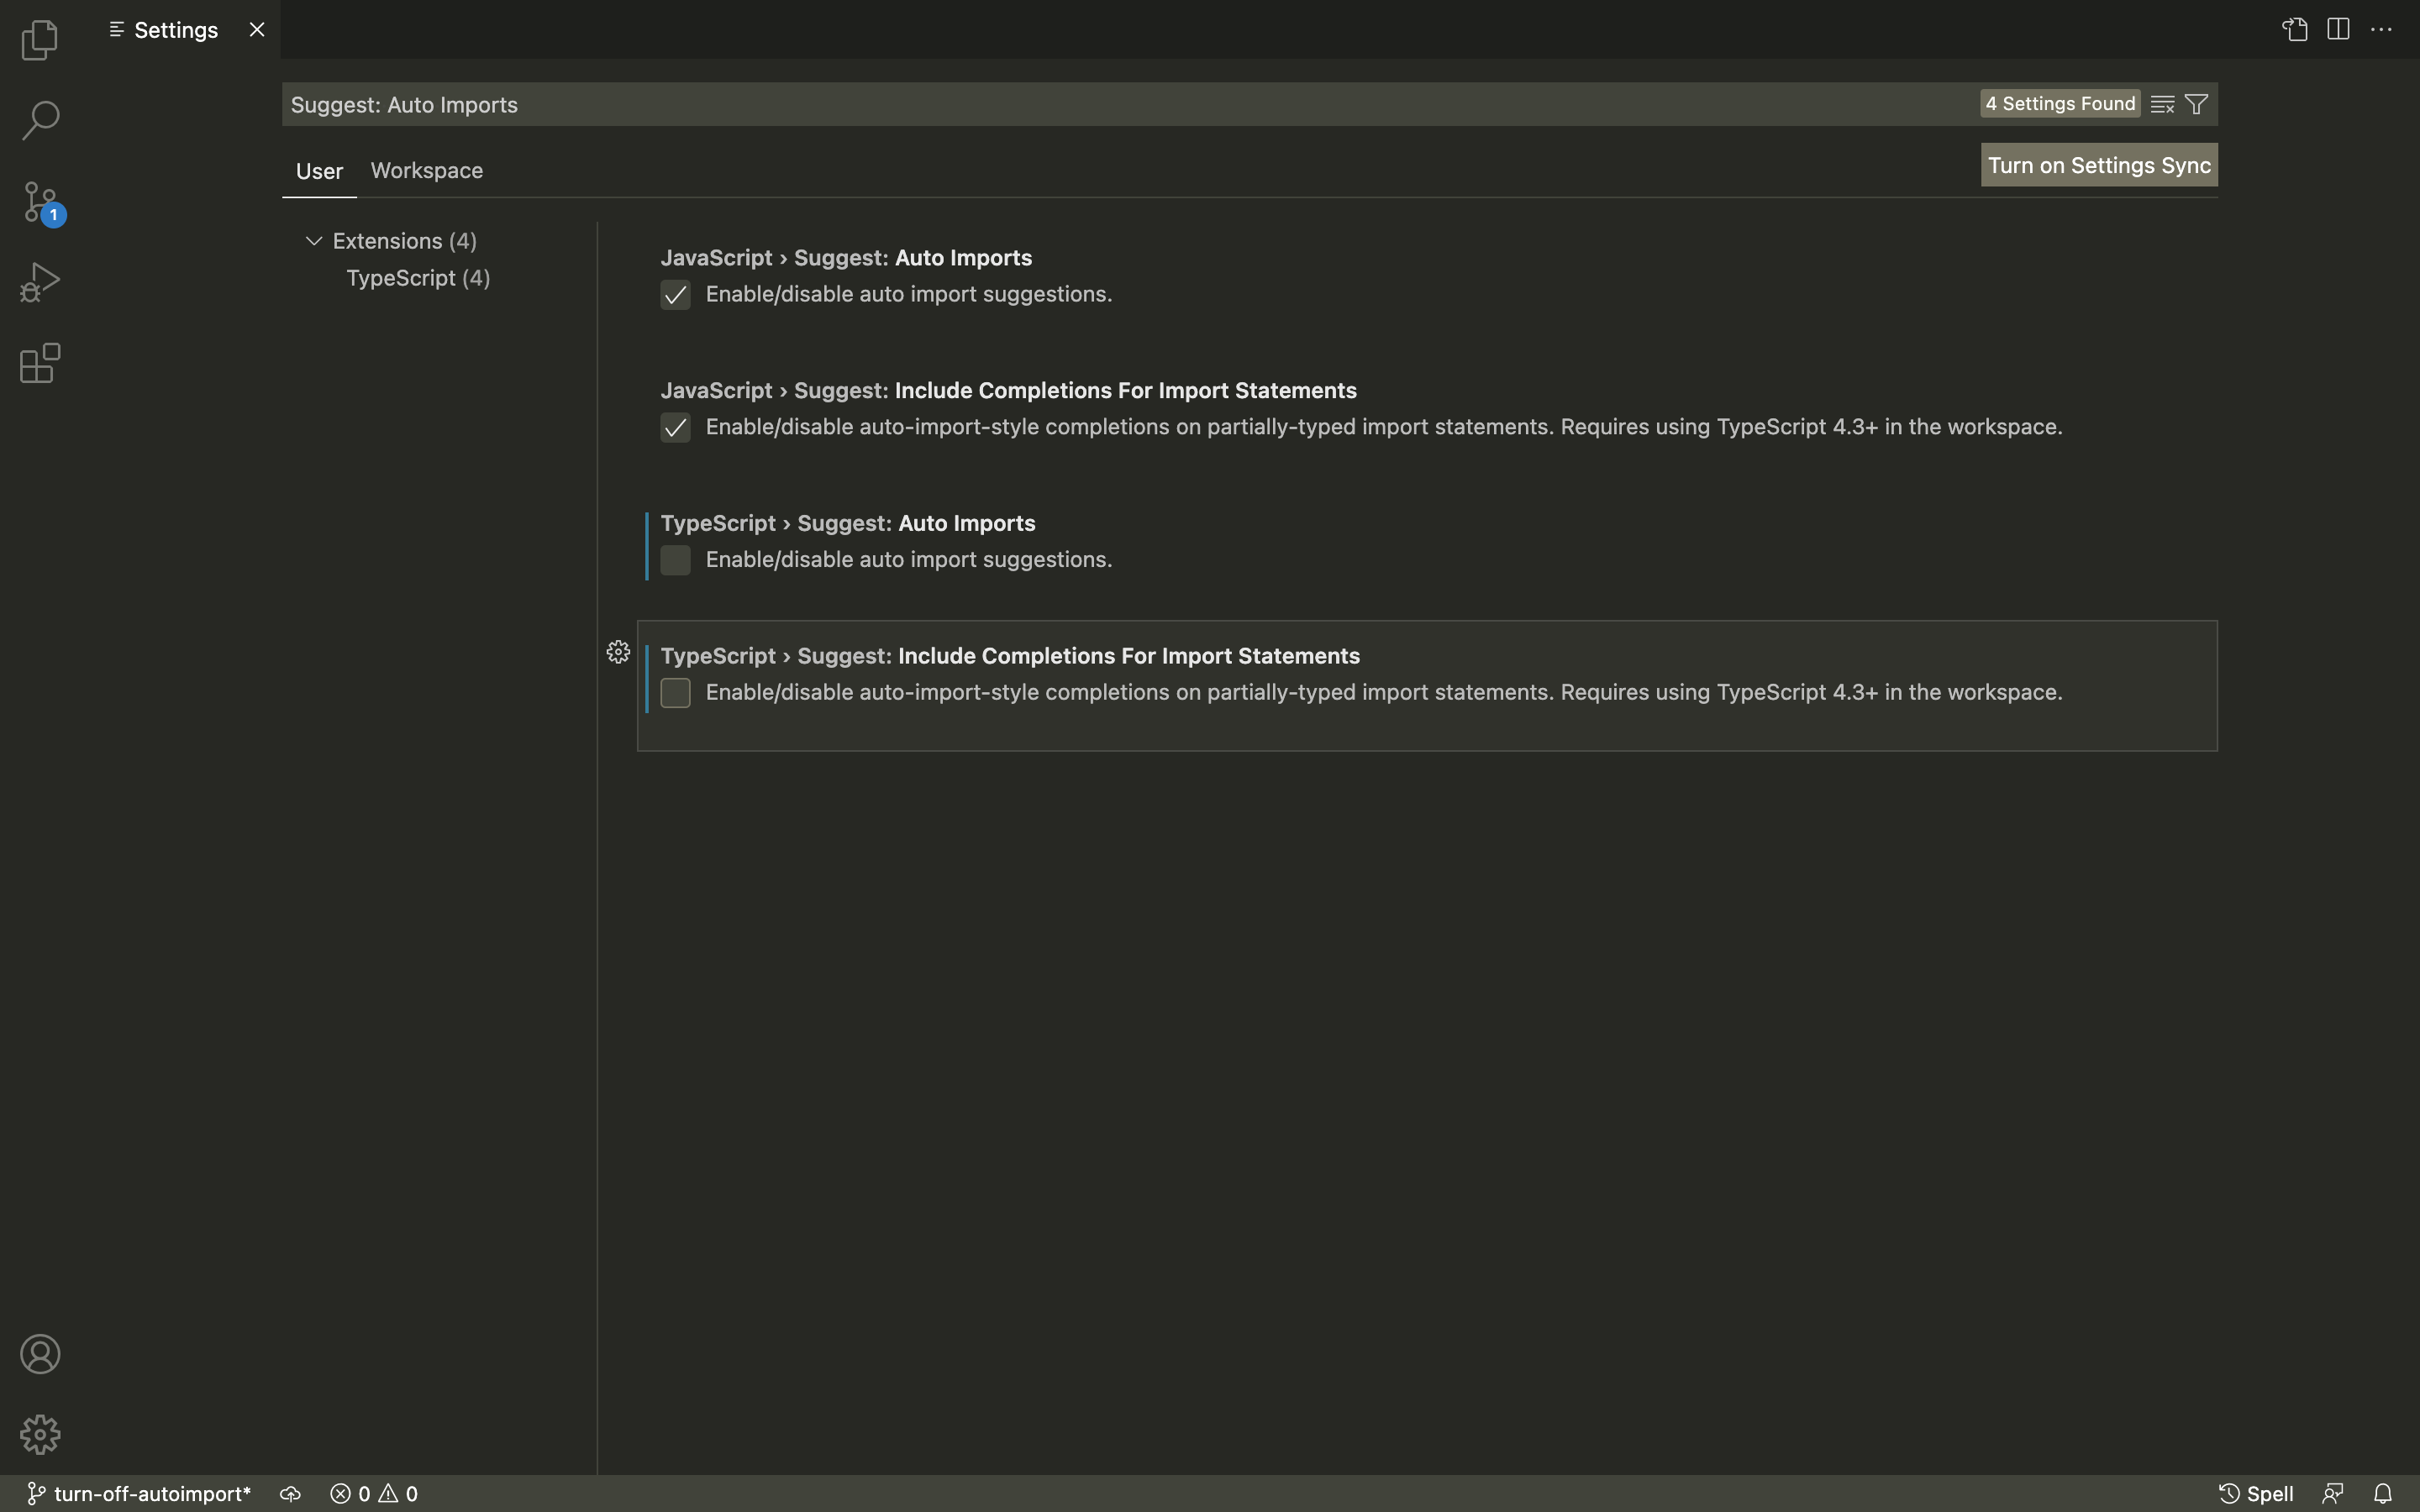 Settings
Suggest: Auto Imports
4 Settings Found
User
Workspace
Turn on Settings Sync
Extensions (4)
TypeScript (4)
JavaScript › Suggest: Auto Imports
Enable/disable auto import suggestions.
JavaScript › Suggest: Include Completions For Import Statements
Enable/disable auto-import-style completions on partially-typed import statements. Requires using TypeScript 4.3+ in the workspace.
TypeScript › Suggest: Auto Imports
Enable/disable auto import suggestions.
TypeScript › Suggest: Include Completions For Import Statements
Enable/disable auto-import-style completions on partially-typed import statements. Requires using TypeScript 4.3+ in the workspace.
1
turn-off-autoimport*
0
0
Spell